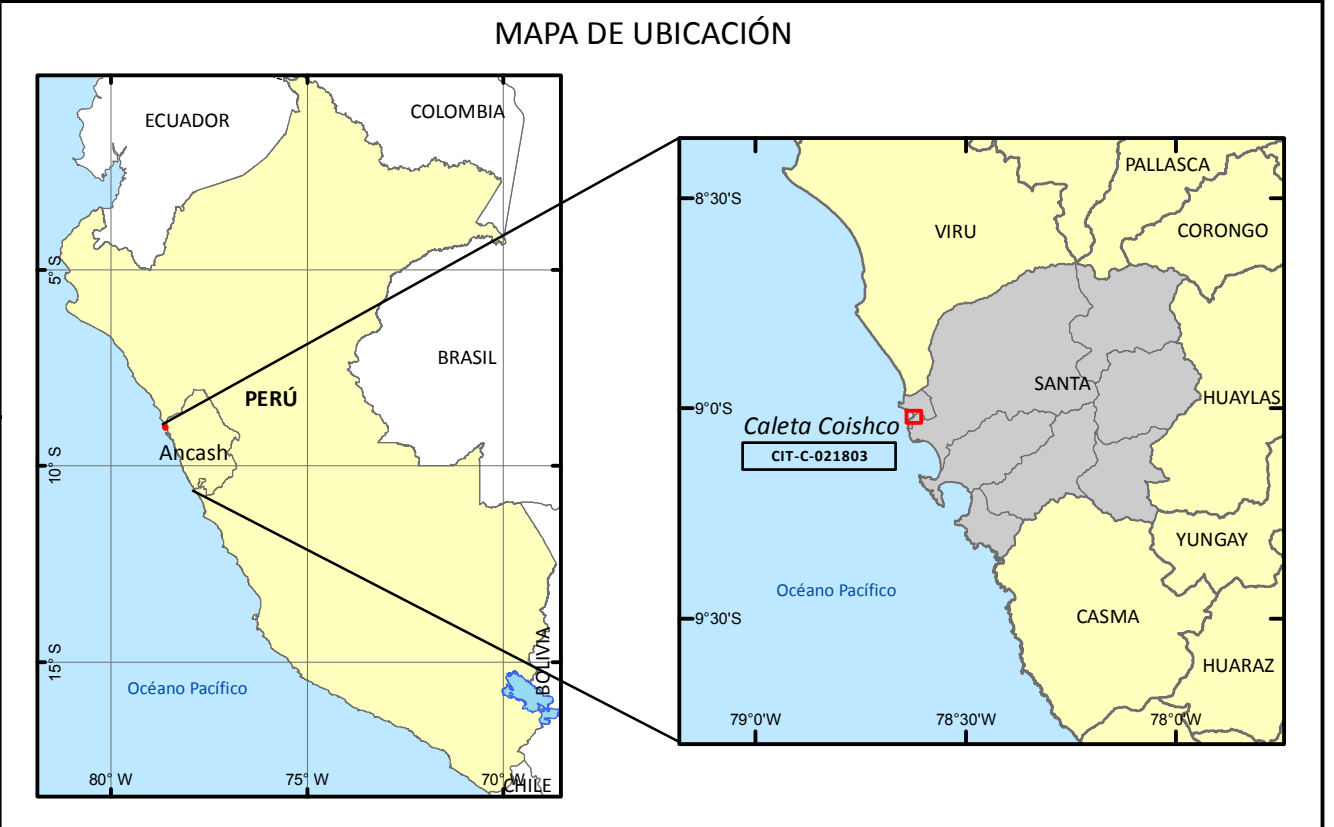 MAPA DE UBICACIÓN
ECUADOR
COLOMBIA
BRASIL
PERÚ
Ancash
Océano Pacífico
BOLIVIA
CHILE
5° S
10° S
15° S
80° W
75° W
70° W
PALLASCA
8°30'S
VIRU
CORONGO
SANTA
HUAYLAS
9°0'S
Caleta Coishco
CIT-C-021803
YUNGAY
Océano Pacífico
CASMA
9°30'S
HUARAZ
79°0'W
78°30'W
78°0'W